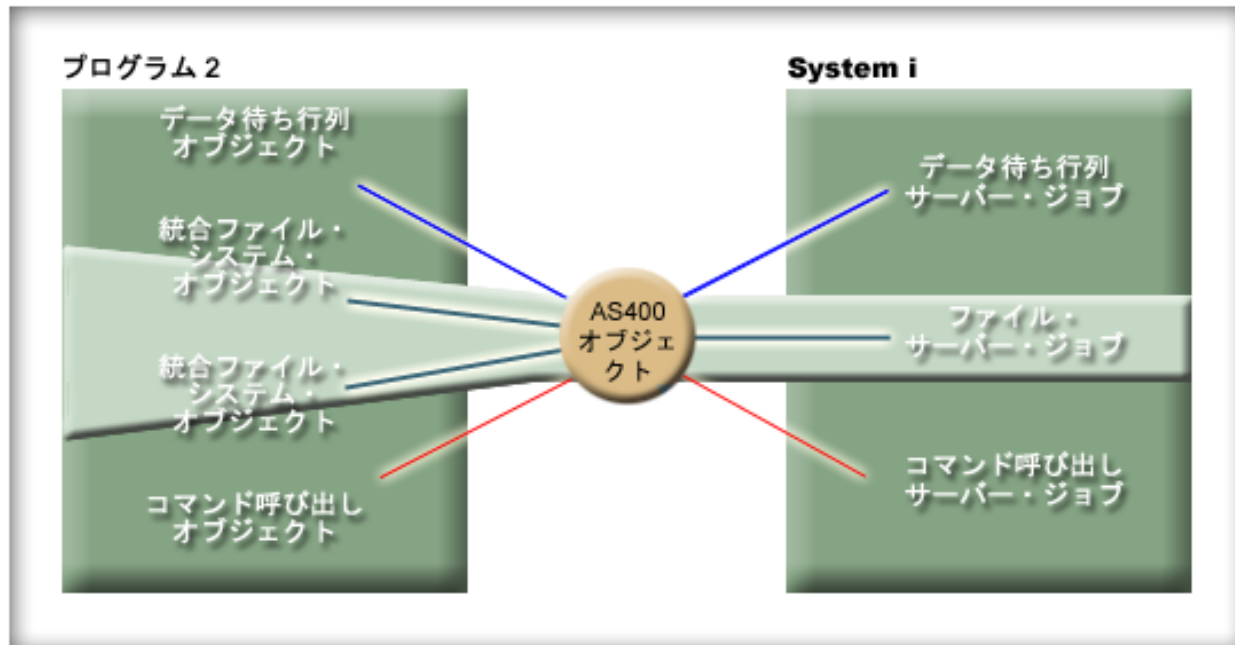 プログラム 2
データ待ち行列
オブジェクト
統合ファイル・
システム・
オブジェクト
統合ファイル・
システム・
オブジェクト
コマンド呼び出し
オブジェクト
AS400
オブジェ
クト
System i
データ待ち行列
サーバー・ジョブ
ファイル・
サーバー・ジョブ
コマンド呼び出し
サーバー・ジョブ